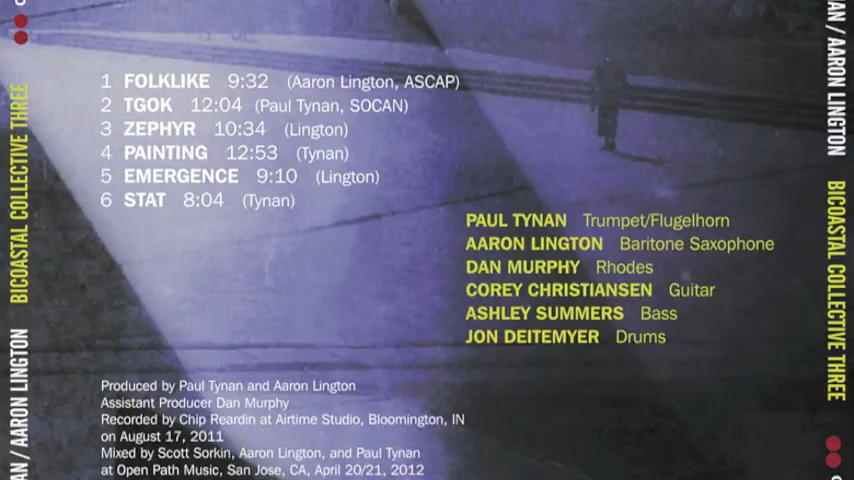 1 FOLKLIKE 9:32 (Aaron Lington, ASCAP)
2 TGOK 12:04 (Paul Tynan, SOCAN)
3 ZEPHYR 10:34 (Lington)
4 PAINTING 12:53 (Tynan)
5 EMERGENCE 9:10 (Lington)
6 STAT 8:04 (Tynan)
PAUL TYNAN Trumpet/Flugelhorn
AARON LINGTON Baritone Saxophone
DAN MURPHY Rhodes
COREY CHRISTIANSEN Guitar
ASHLEY SUMMERS Bass
JON DEITEMYER Drums
Produced by Paul Tynan and Aaron Lington
Assistant Producer Dan Murphy
Recorded by Chip Reardin at Airtime Studio, Bloomington, IN
on August 17, 2011
Mixed by Scott Sorkin, Aaron Lington, and Paul Tynan
at Open Path Music, San Jose, CA, April 20/21, 2012
AN / AARON LINGTON BICOASTAL COLLECTIVE THREE
AN / AARON LINGTON BICOASTAL COLLECTIVE THREE